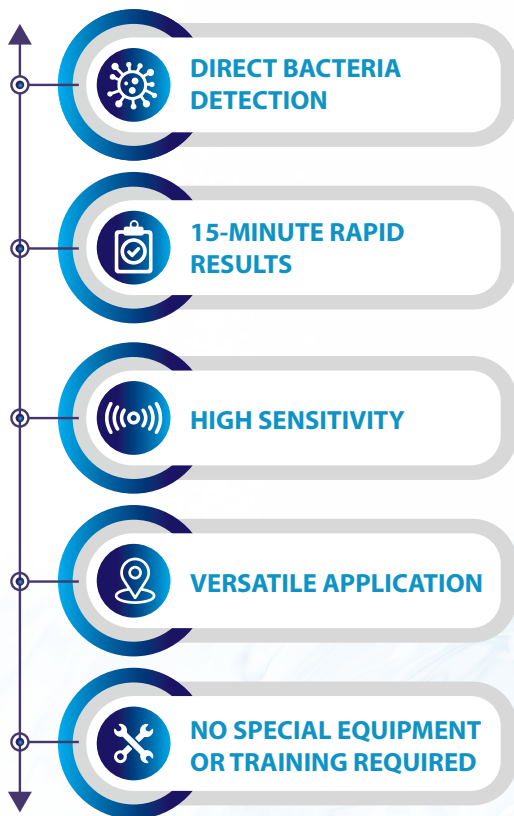 DIRECT BACTERIA
DETECTION
15-MINUTE RAPID
RESULTS
HIGH SENSITIVITY
VERSATILE APPLICATION
NO SPECIAL EQUIPMENT
OR TRAINING REQUIRED